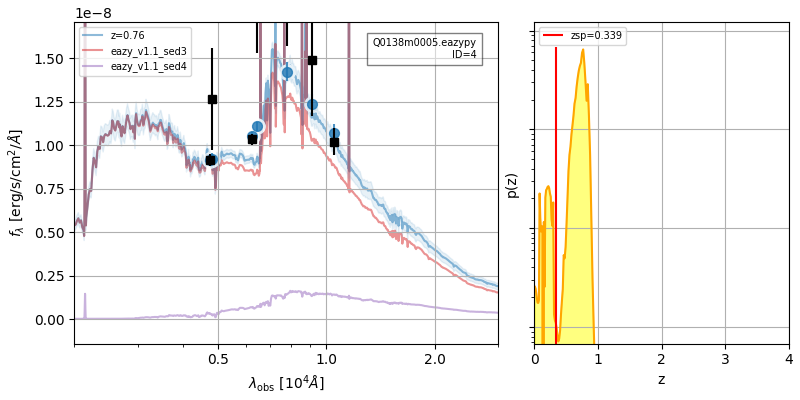 1e−8
z=0.76
eazy_v1.1_sed3
eazy_v1.1_sed4
Q0138m0005.eazypy
ID=4
zsp=0.339
1.50
1.25
1.00
0.75
0.50
0.25
0.00
fλ [erg/s/cm²/Å]
0.5
1.0
2.0
λobs [10⁴Å]
p(z)
0
1
2
3
4
z